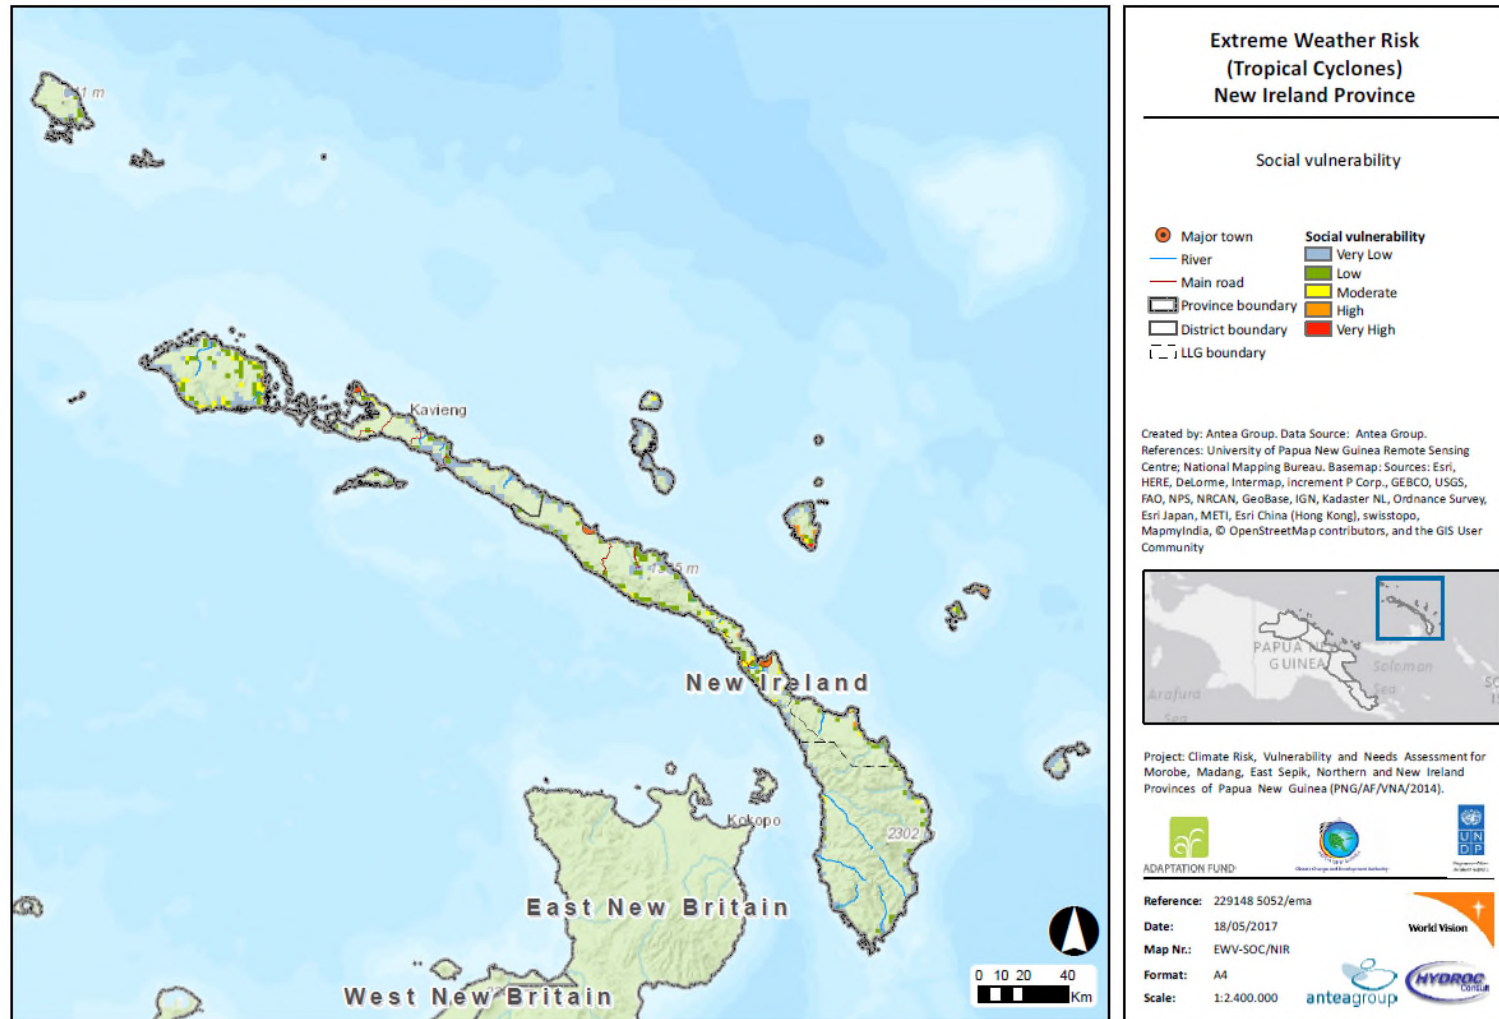 Extreme Weather Risk
(Tropical Cyclones)
New Ireland Province
Social vulnerability
Major town
River
Main road
Province boundary
District boundary
LLG boundary
Social vulnerability
Very Low
Low
Moderate
High
Very High
Created by: Antea Group. Data Source: Antea Group.
References: University of Papua New Guinea Remote Sensing
Centre; National Mapping Bureau. Basemap: Sources: Esri,
HERE, DeLorme, Intermap, increment P Corp., GEBCO, USGS,
FAO, NPS, NRCAN, GeoBase, IGN, Kadaster NL, Ordnance Survey,
Esri Japan, METI, Esri China (Hong Kong), swisstopo,
MapmyIndia, © OpenStreetMap contributors, and the GIS User
Community
PAPUA NEW
GUINEA
Solomon
Sea
Arafura
Sea
Project: Climate Risk, Vulnerability and Needs Assessment for
Morobe, Madang, East Sepik, Northern and New Ireland
Provinces of Papua New Guinea (PNG/AF/VNA/2014).
ADAPTATION FUND
U N
D P
Reference: 229148 5052/ema
Date: 18/05/2017
Map Nr.: EWV-SOC/NIR
Format: A4
Scale: 1:2.400.000
World Vision
anteagroup
HYDROC
Consult
Kavieng
New Ireland
Kokopo
2302
East New Britain
West New Britain
0 10 20 40
Km